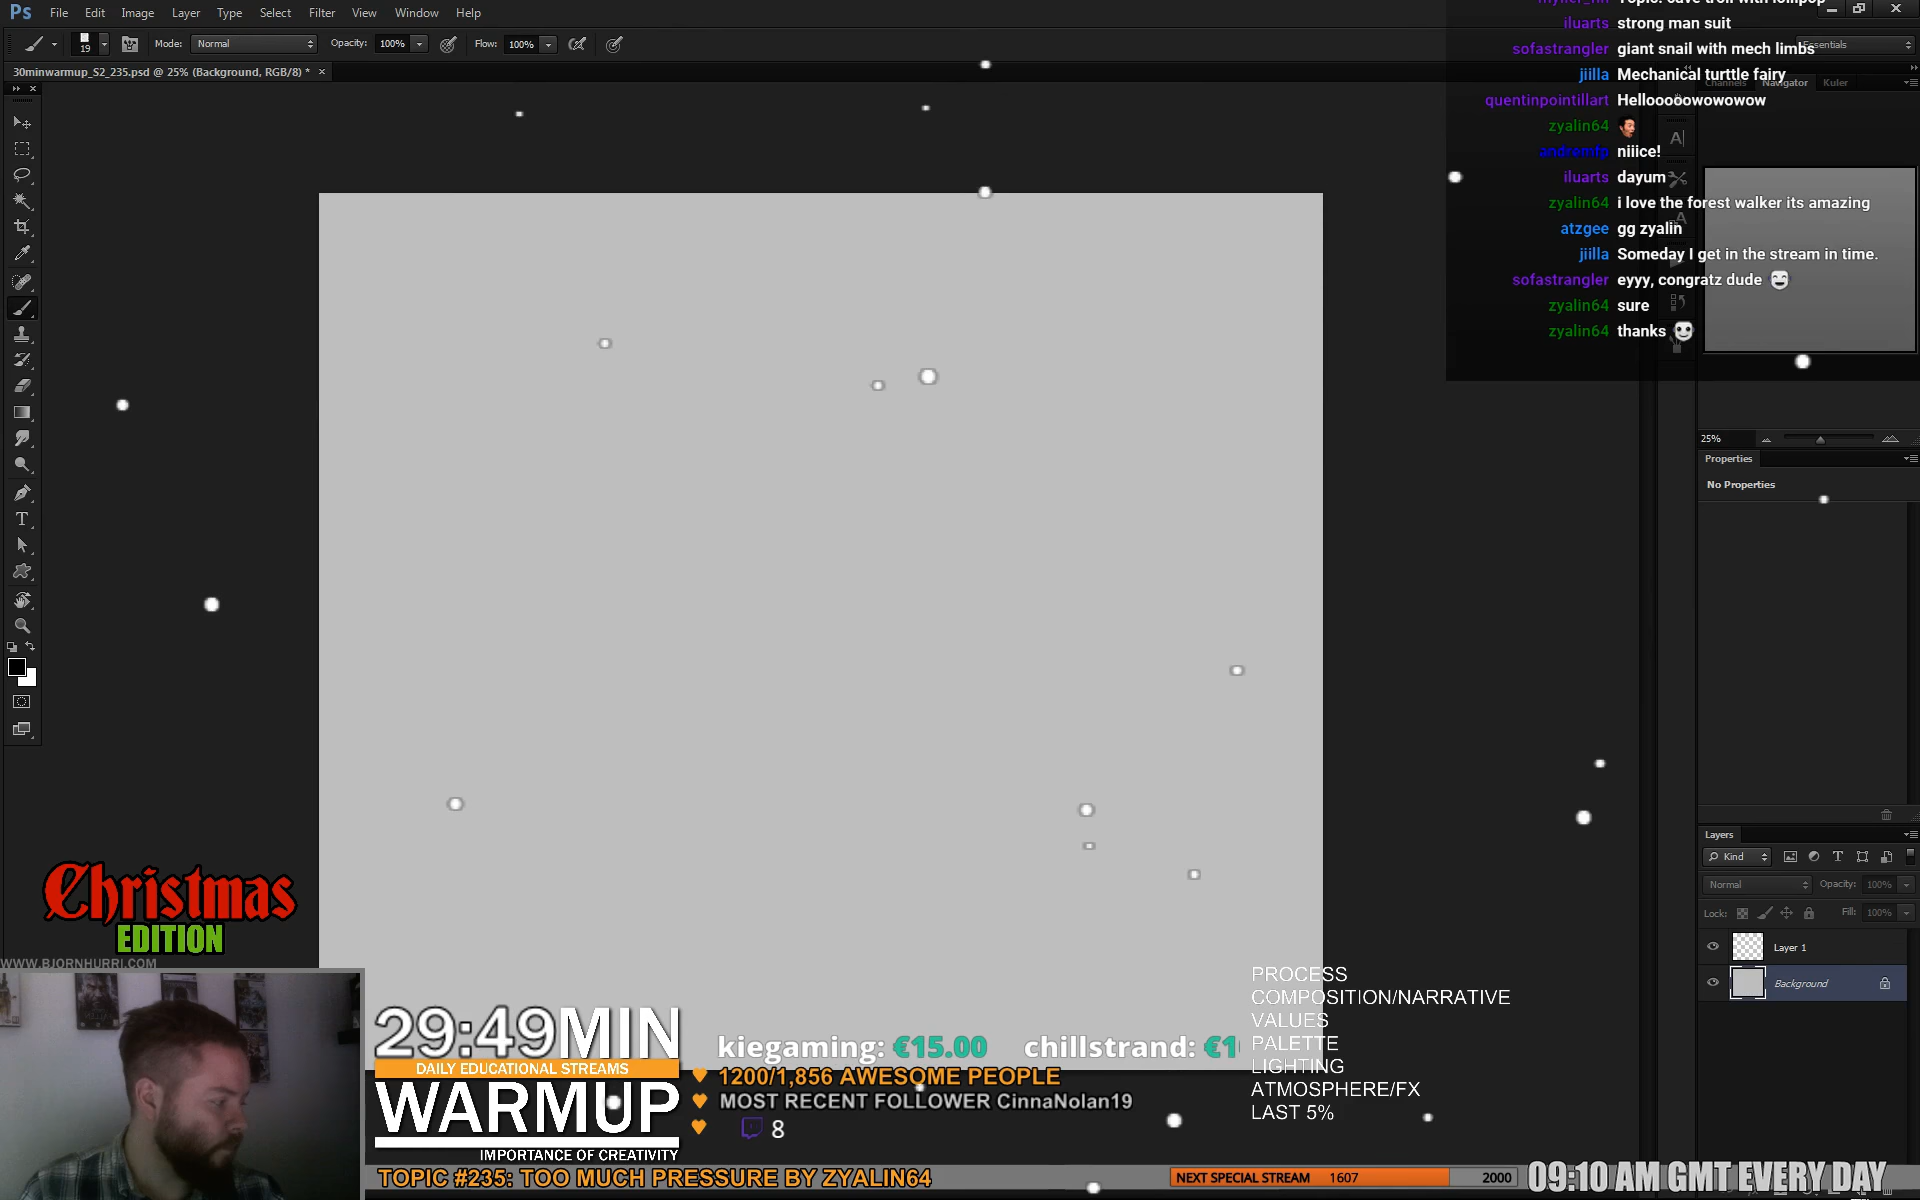 Ps File Edit Image Layer Type Select Filter View Window Help
19 Mode: Normal Opacity: 100% Flow: 100%
Essentials
30minwarmup_S2_235.psd @ 25% (Background, RGB/8) * ×
iluarts strong man suit
sofastrangler giant snail with mech limbs
jiilla Mechanical turttle fairy
quentinpointillart Hellooooowowowow
zyalin64
andremfp niiice!
iluarts dayum
zyalin64 i love the forest walker its amazing
atzgee gg zyalin
jiilla Someday I get in the stream in time.
sofastrangler eyyy, congratz dude
zyalin64 sure
zyalin64 thanks
Channels Navigator Kuler
25%
Properties
No Properties
Layers
Kind
Normal Opacity: 100%
Lock: Fill: 100%
Layer 1
Background
Christmas
EDITION
WWW.BJORNHURRI.COM
29:49MIN
DAILY EDUCATIONAL STREAMS
WARMUP
IMPORTANCE OF CREATIVITY
kiegaming: €15.00 chillstrand: €1
1200/1,856 AWESOME PEOPLE
MOST RECENT FOLLOWER CinnaNolan19
8
PROCESS
COMPOSITION/NARRATIVE
VALUES
PALETTE
LIGHTING
ATMOSPHERE/FX
LAST 5%
TOPIC #235: TOO MUCH PRESSURE BY ZYALIN64
NEXT SPECIAL STREAM 1607 2000
09:10 AM GMT EVERY DAY